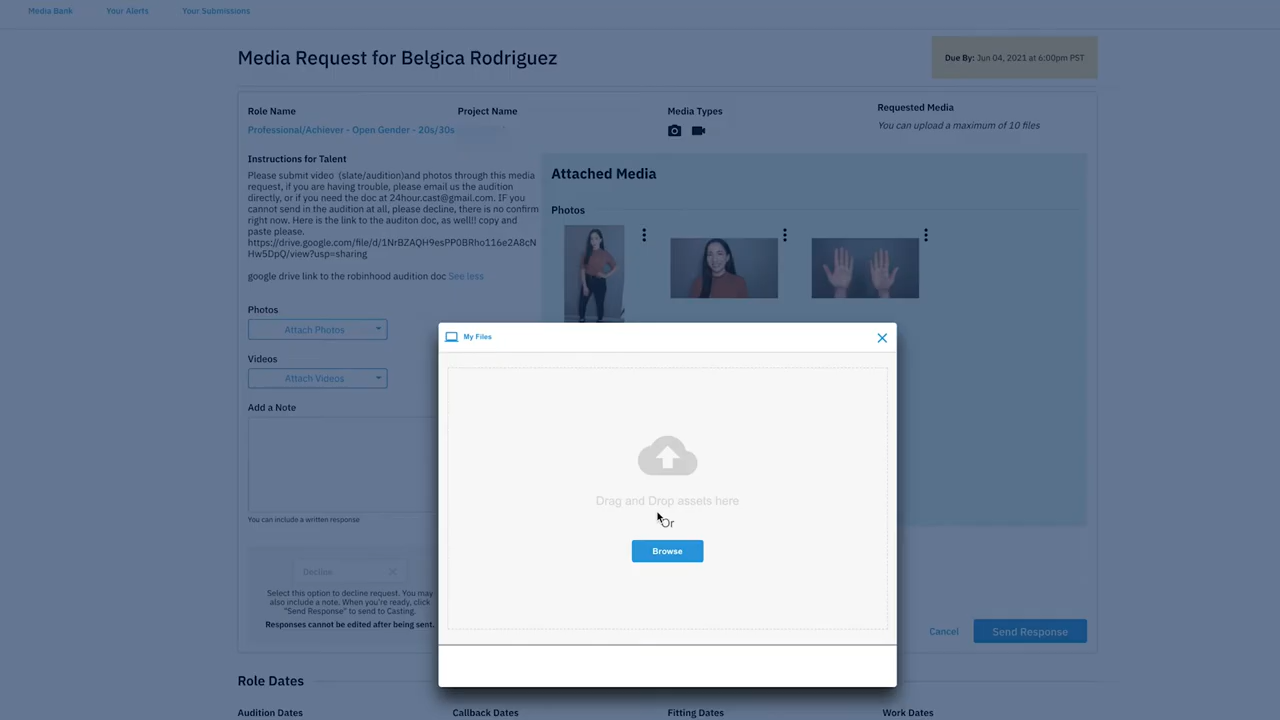 Media Bank
Your Alerts
Your Submissions
Media Request for Belgica Rodriguez
Due By: Jun 04, 2021 at 6:00pm PST
Role Name
Project Name
Media Types
Requested Media
Professional/Achiever - Open Gender - 20s/30s
You can upload a maximum of 10 files
Instructions for Talent
Please submit video (slate/audition)and photos through this media
request, if you are having trouble, please email us the audition
directly, or if you need the doc at 24hour.cast@gmail.com. IF you
cannot send in the audition at all, please decline, there is no confirm
right now. Here is the link to the auditon doc, as well!! copy and
paste please.
https://drive.google.com/file/d/1NrBZAQH9esPP0BRho116e2A8cN
Hw5DpQ/view?usp=sharing
google drive link to the robinhood audition doc See less
Attached Media
Photos
Photos
Attach Photos
Videos
Attach Videos
Add a Note
You can include a written response
Decline
Select this option to decline request. You may
also include a note. When you're ready, click
"Send Response" to send to Casting.
Responses cannot be edited after being sent.
My Files
Drag and Drop assets here
Or
Browse
Cancel
Send Response
Role Dates
Audition Dates
Callback Dates
Fitting Dates
Work Dates